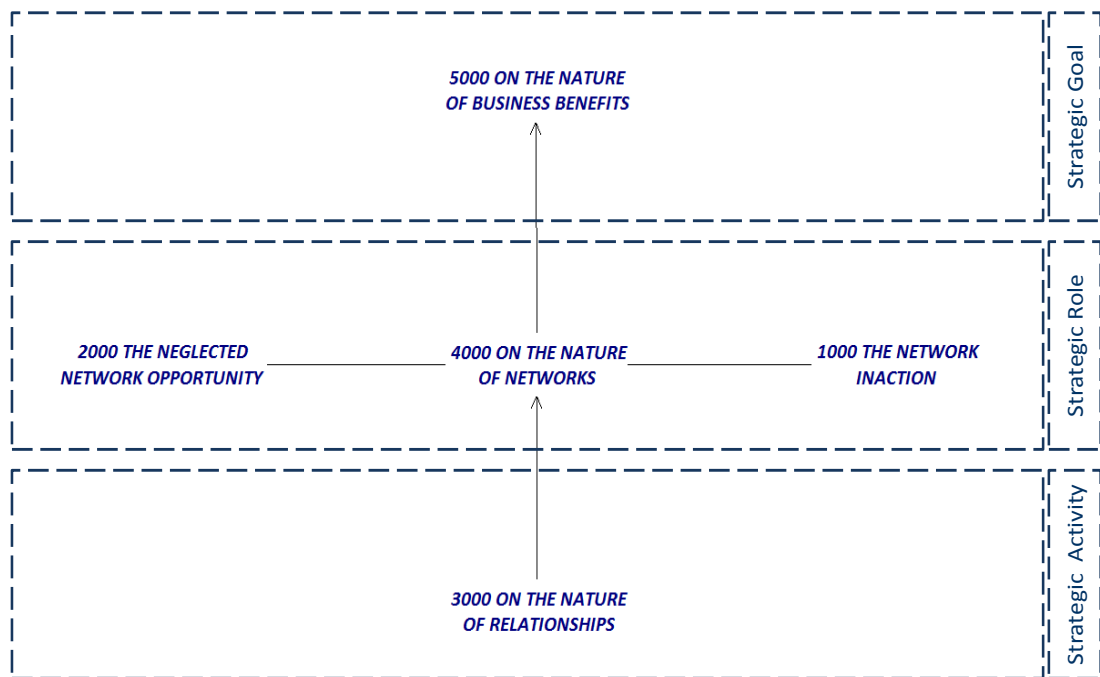 5000 ON THE NATURE
OF BUSINESS BENEFITS
Strategic Goal
2000 THE NEGLECTED
NETWORK OPPORTUNITY
4000 ON THE NATURE
OF NETWORKS
1000 THE NETWORK
INACTION
Strategic Role
3000 ON THE NATURE
OF RELATIONSHIPS
Strategic Activity